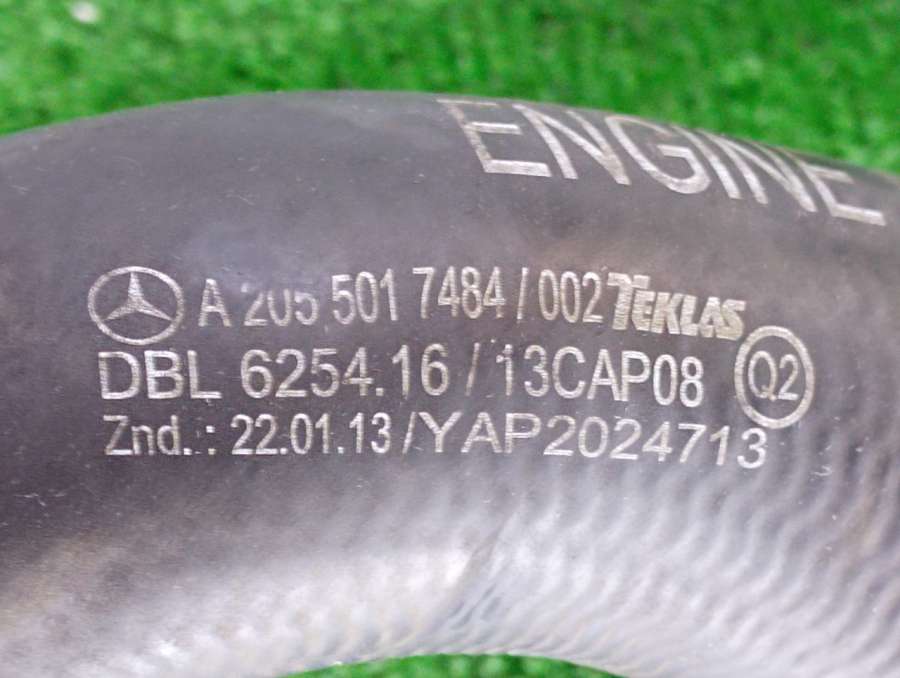 ENGINE
A 205 501 7484 / 002 TEKLAS
DBL 6254.16 / 13CAP08 Q2
Znd. : 22.01.13 /YAP2024713